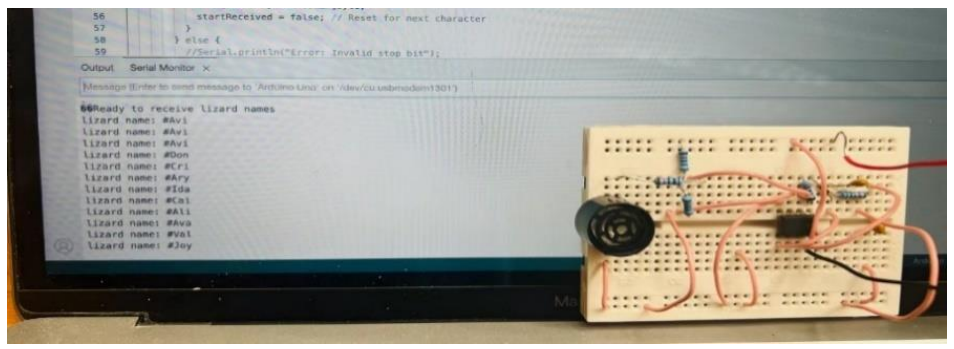 56 startReceived = false; // Reset for next character
57 }
58 } else {
59 //Serial.println("Error: Invalid stop bit");
Output Serial Monitor ×
Message (Enter to send message to 'Arduino Uno' on '/dev/cu.usbmodem1301')
Ready to receive lizard names
lizard name: #Avi
lizard name: #Avi
lizard name: #Avi
lizard name: #Don
lizard name: #Cri
lizard name: #Ary
lizard name: #Ida
lizard name: #Cai
lizard name: #Ali
lizard name: #Ava
lizard name: #Val
lizard name: #Joy
Ma